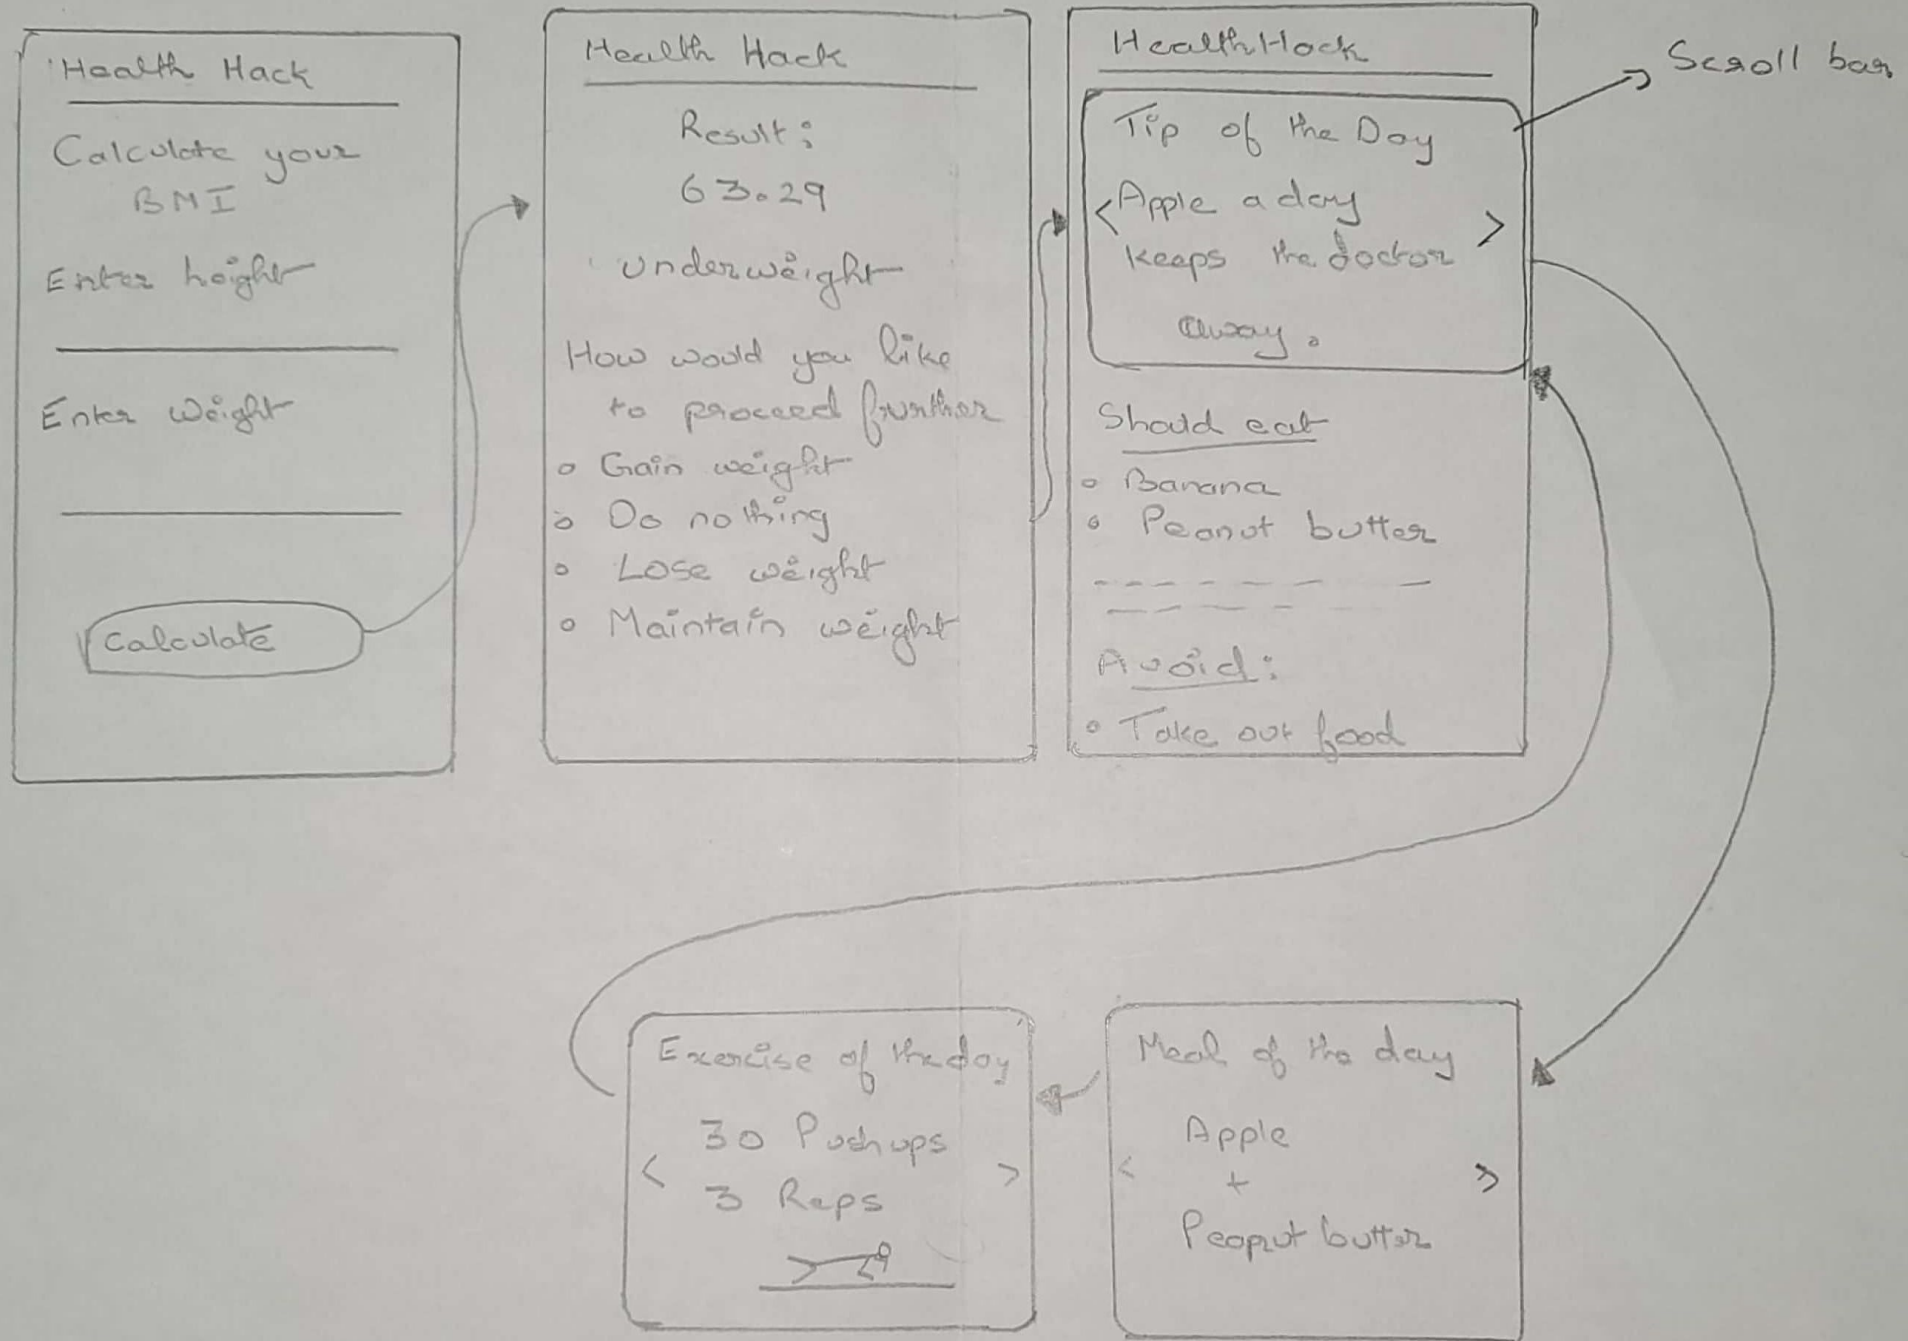 Health Hack
Calculate your
BMI
Enter height
Enter weight
Calculate
Health Hack
Result:
63.29
Underweight
How would you like
to proceed further
Gain weight
Do nothing
Lose weight
Maintain weight
Health Hack
Scroll bar
Tip of the Day
< Apple a day >
keeps the doctor
away.
Should eat
Banana
Peanut butter
Avoid:
Take out food
Exercise of the day
30 Pushups
< >
3 Reps
Meal of the day
Apple
< + >
Peanut butter